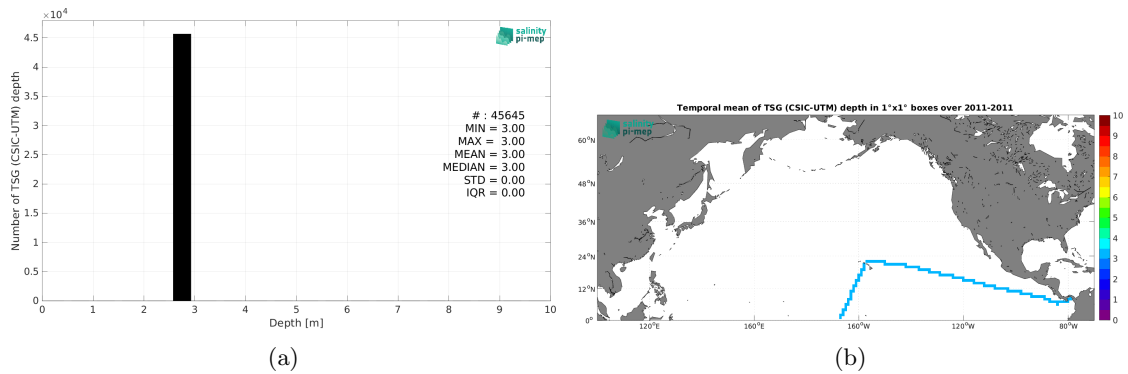 ×10⁴
salinity
pi-mep
4.5
4
3.5
3
2.5
2
1.5
1
0.5
0
Number of TSG (CSIC-UTM) depth
# : 45645
MIN = 3.00
MAX = 3.00
MEAN = 3.00
MEDIAN = 3.00
STD = 0.00
IQR = 0.00
0 1 2 3 4 5 6 7 8 9 10
Depth [m]
(a)
Temporal mean of TSG (CSIC-UTM) depth in 1°x1° boxes over 2011-2011
salinity
pi-mep
60°N
48°N
36°N
24°N
12°N
0°
120°E 160°E 160°W 120°W 80°W
10
9
8
7
6
5
4
3
2
1
0
(b)